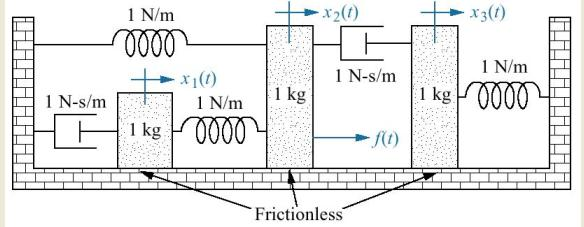 1 N/m
x₂(t)
x₃(t)
x₁(t)
1 N-s/m
1 N/m
1 N-s/m
1 N/m
1 kg
1 kg
1 kg
f(t)
Frictionless